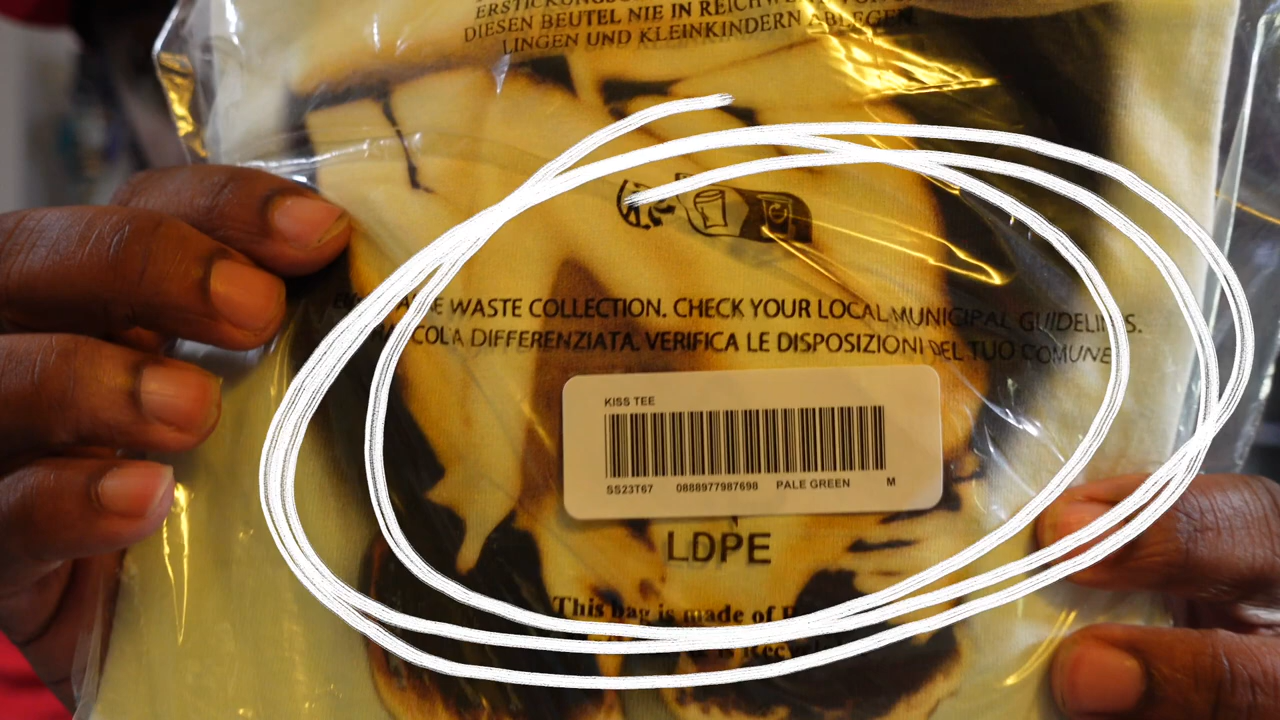 DIESEN BEUTEL NIE IN REICHWEITE VON
LINGEN UND KLEINKINDERN ABLEGEN.
WASTE COLLECTION. CHECK YOUR LOCAL MUNICIPAL GUIDELINES.
DIFFERENZIATA. VERIFICA LE DISPOSIZIONI DEL TUO COMUNE
KISS TEE
SS23T67 0888977987698 PALE GREEN M
LDPE
This bag is made of